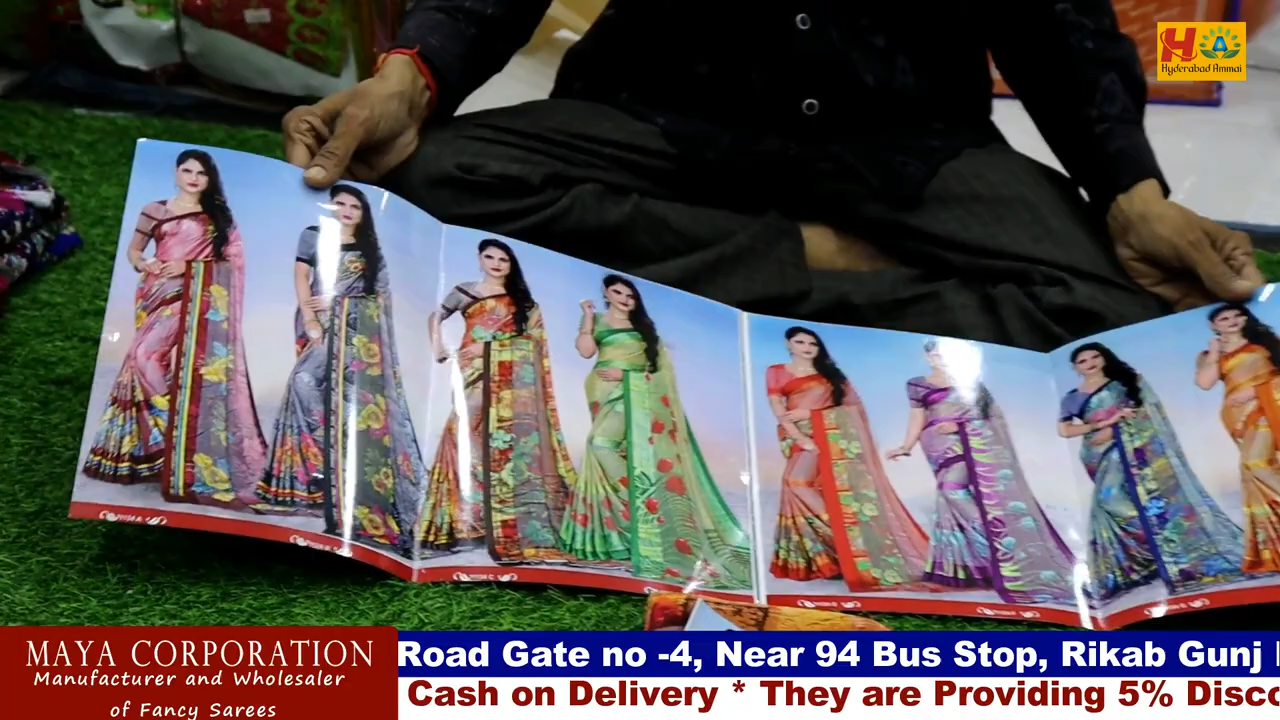 Hyderabad Ammai
MAYA CORPORATION
Manufacturer and Wholesaler
of Fancy Sarees
Road Gate no -4, Near 94 Bus Stop, Rikab Gunj
Cash on Delivery * They are Providing 5% Disco